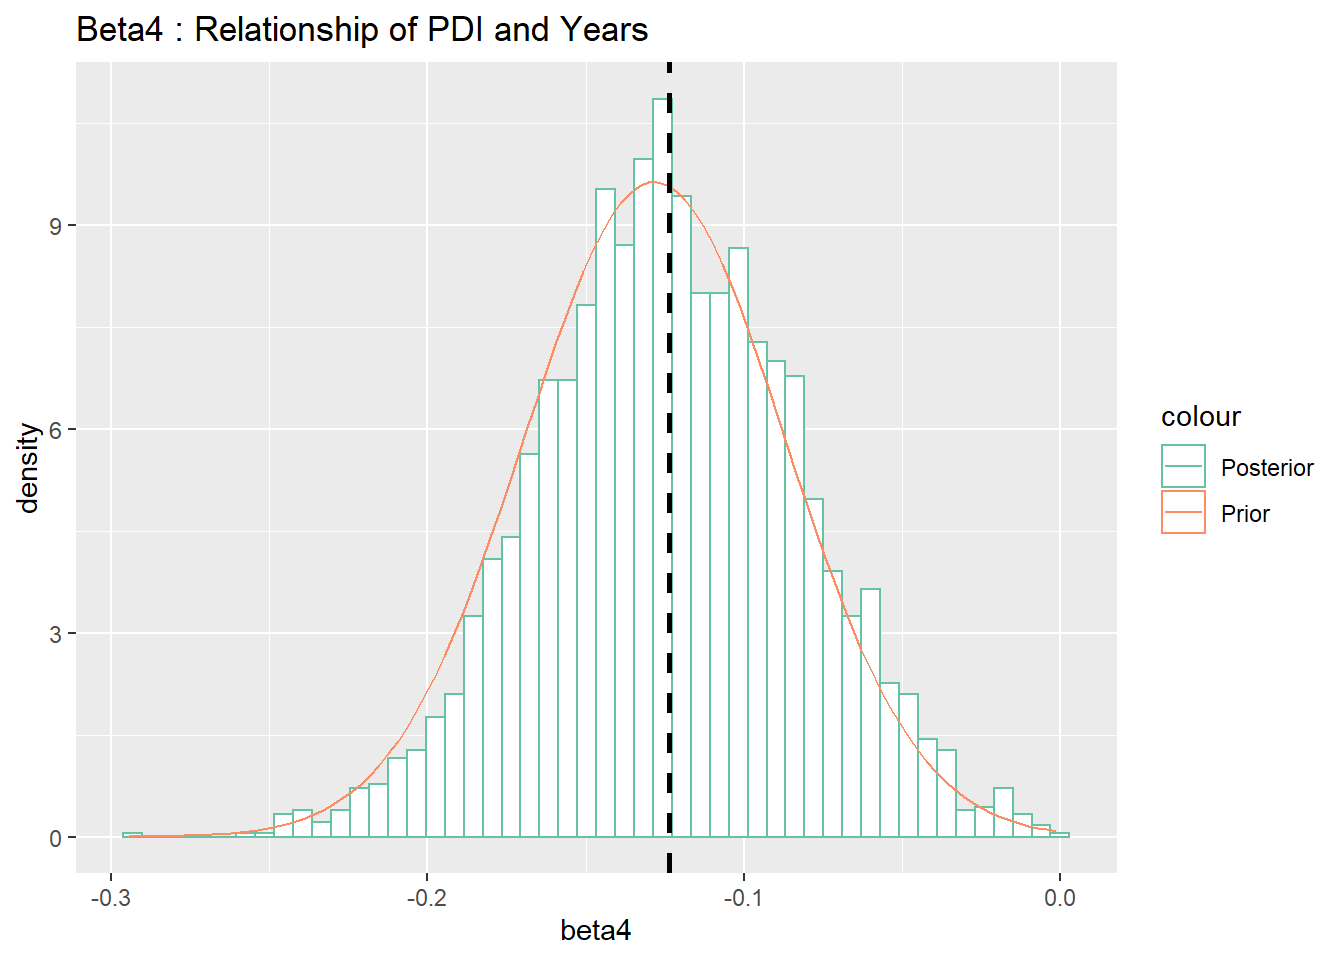 Beta4 : Relationship of PDI and Years
density
9
6
3
0
-0.3
-0.2
-0.1
0.0
beta4
colour
Posterior
Prior